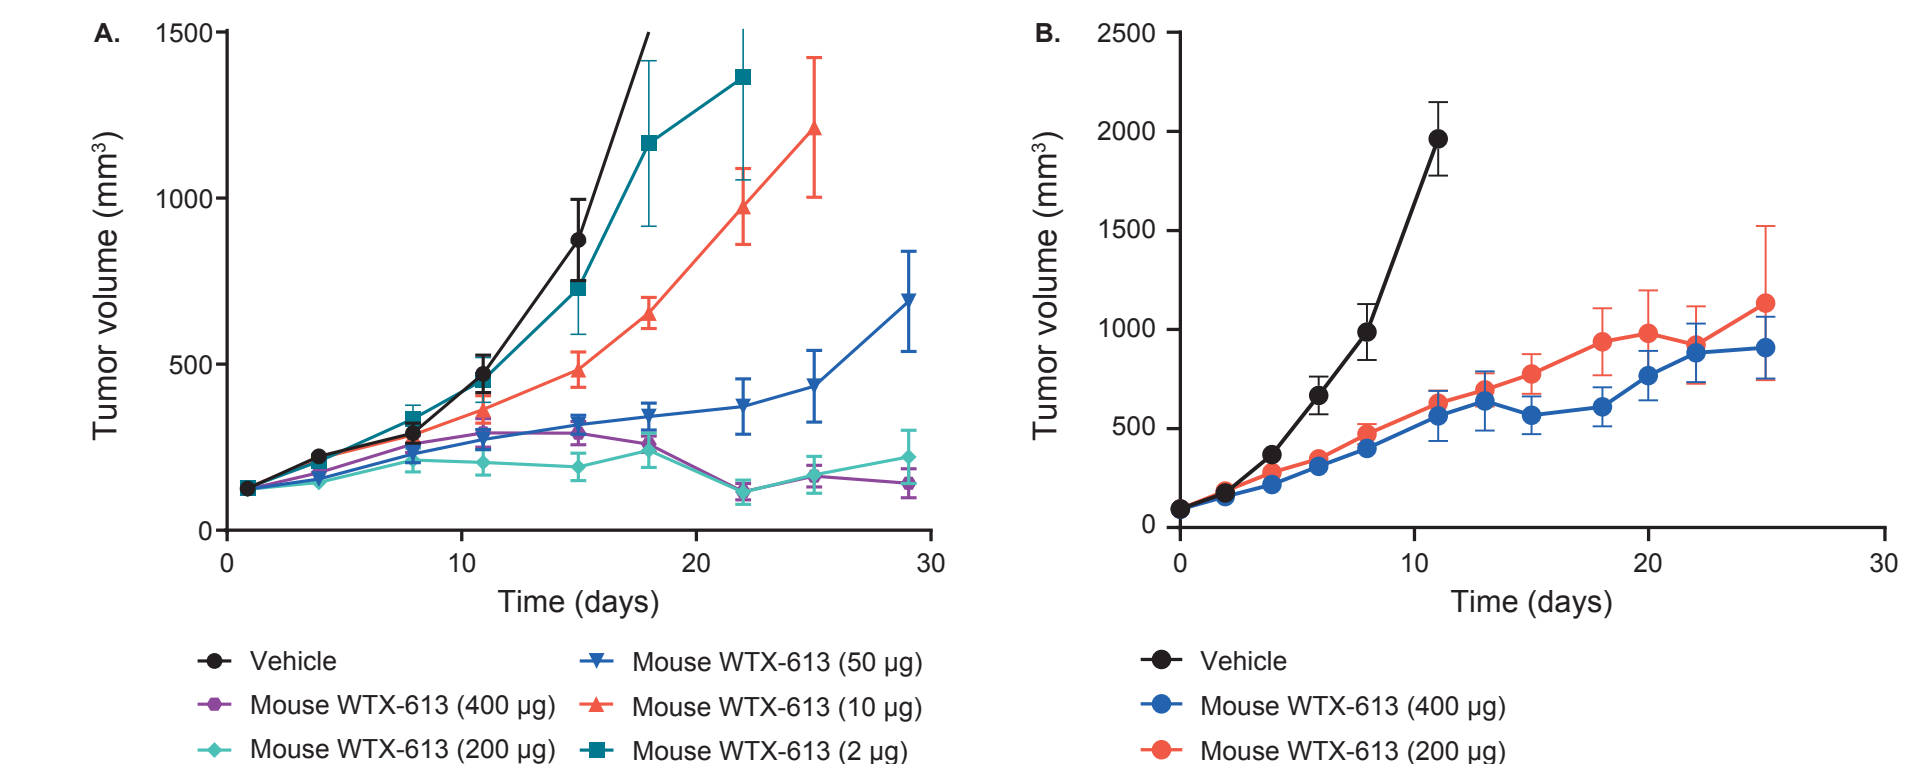 A.
1500
1000
500
0
Tumor volume (mm³)
0 10 20 30
Time (days)
Vehicle
Mouse WTX-613 (400 µg)
Mouse WTX-613 (200 µg)
Mouse WTX-613 (50 µg)
Mouse WTX-613 (10 µg)
Mouse WTX-613 (2 µg)
B.
2500
2000
1500
1000
500
0
Tumor volume (mm³)
0 10 20 30
Time (days)
Vehicle
Mouse WTX-613 (400 µg)
Mouse WTX-613 (200 µg)